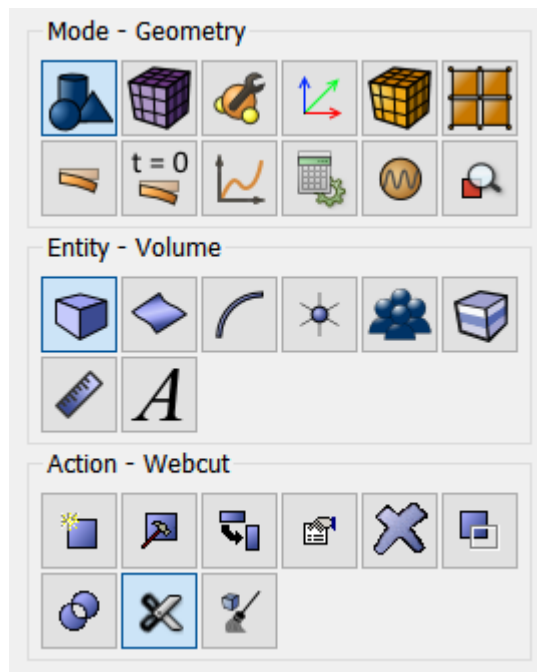 Mode - Geometry
t = 0
Entity - Volume
A
Action - Webcut